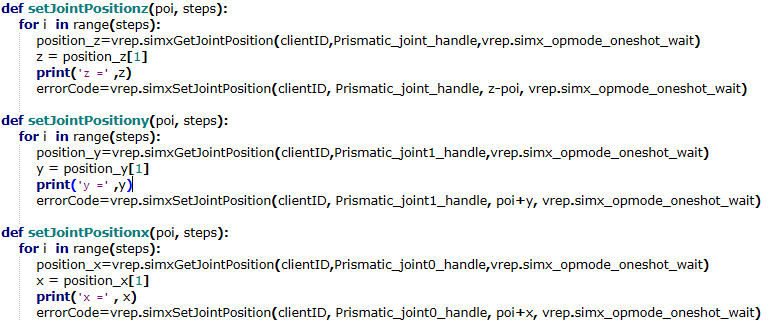 def setJointPositionz(poi, steps):
    for i  in range(steps):
        position_z=vrep.simxGetJointPosition(clientID,Prismatic_joint_handle,vrep.simx_opmode_oneshot_wait)
        z = position_z[1]
        print('z =' ,z)
        errorCode=vrep.simxSetJointPosition(clientID, Prismatic_joint_handle, z-poi, vrep.simx_opmode_oneshot_wait)
def setJointPositiony(poi, steps):
    for i  in range(steps):
        position_y=vrep.simxGetJointPosition(clientID,Prismatic_joint1_handle,vrep.simx_opmode_oneshot_wait)
        y = position_y[1]
        print('y =' ,y)
        errorCode=vrep.simxSetJointPosition(clientID, Prismatic_joint1_handle, poi+y, vrep.simx_opmode_oneshot_wait)
def setJointPositionx(poi, steps):
    for i  in range(steps):
        position_x=vrep.simxGetJointPosition(clientID,Prismatic_joint0_handle,vrep.simx_opmode_oneshot_wait)
        x = position_x[1]
        print('x =' , x)
        errorCode=vrep.simxSetJointPosition(clientID, Prismatic_joint0_handle, poi+x, vrep.simx_opmode_oneshot_wait)